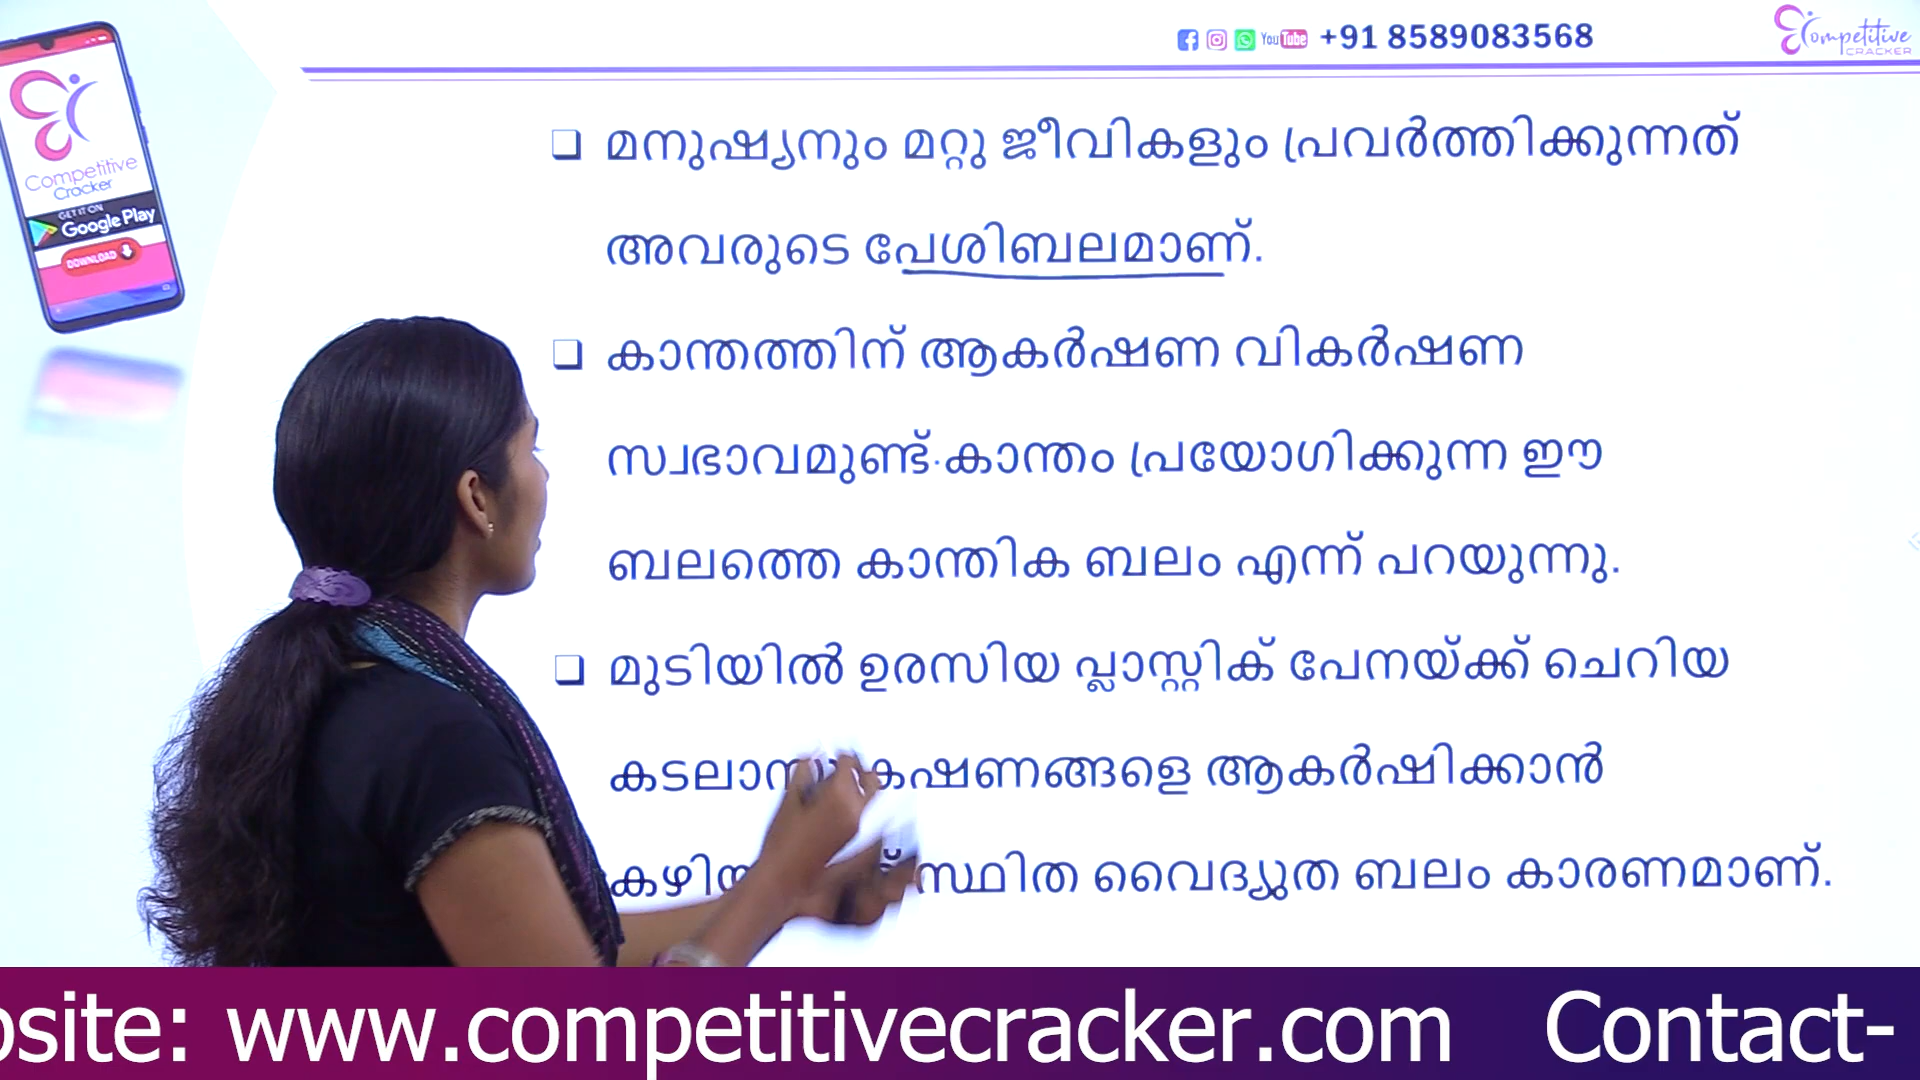 +91 8589083568
You Tube
Competitive
CRACKER
Competitive
Cracker
GET IT ON
Google Play
DOWNLOAD
❑ മനുഷ്യനും മറ്റു ജീവികളും പ്രവർത്തിക്കുന്നത്
അവരുടെ പേശിബലമാണ്.
❑ കാന്തത്തിന് ആകർഷണ വികർഷണ
സ്വഭാവമുണ്ട്.കാന്തം പ്രയോഗിക്കുന്ന ഈ
ബലത്തെ കാന്തിക ബലം എന്ന് പറയുന്നു.
❑ മുടിയിൽ ഉരസിയ പ്ലാസ്റ്റിക് പേനയ്ക്ക് ചെറിയ
കഷണങ്ങളെ ആകർഷിക്കാൻ
സ്ഥിത വൈദ്യുത ബലം കാരണമാണ്.
site: www.competitivecracker.com Contact-